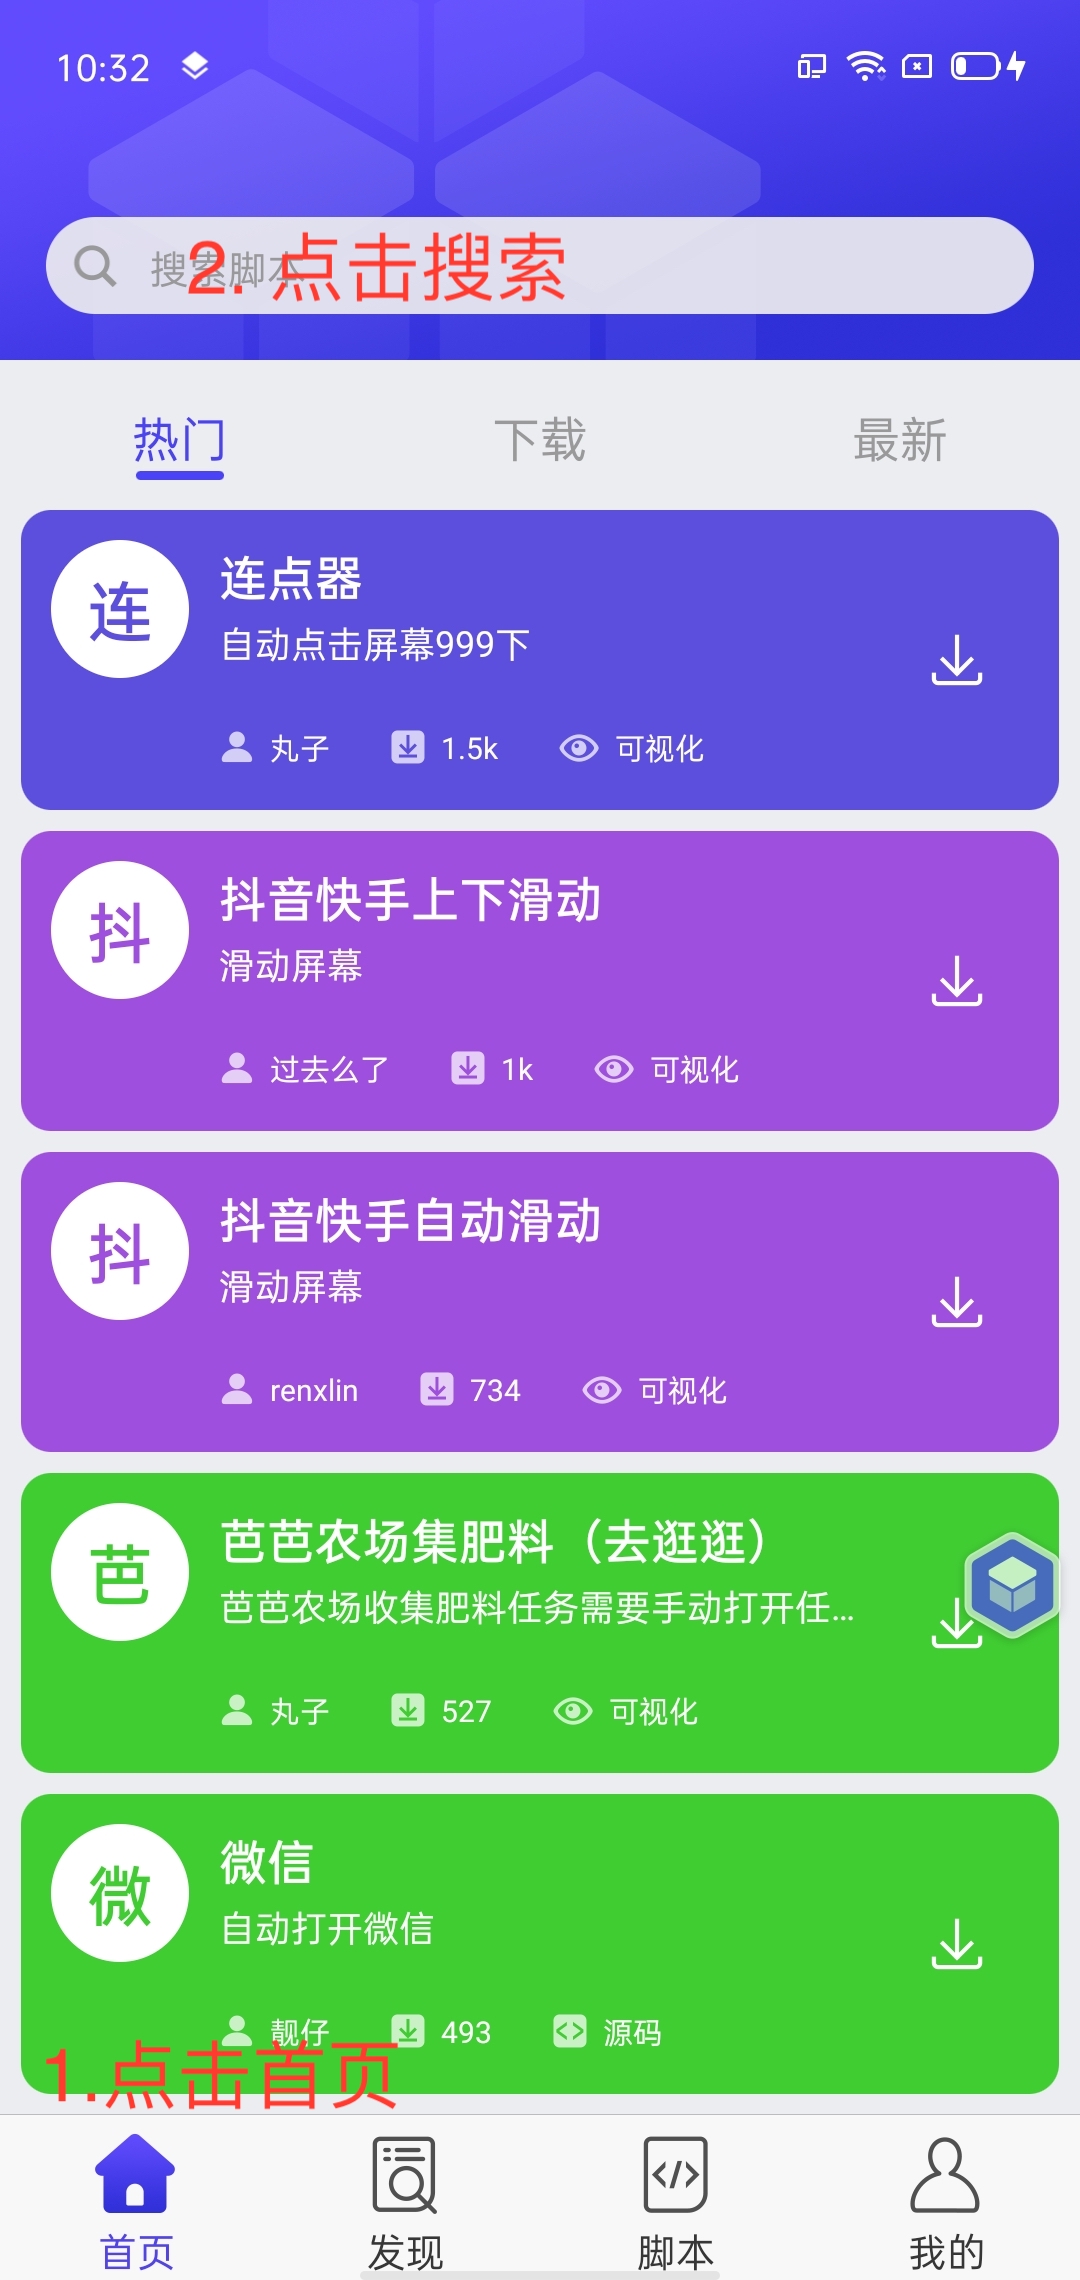 10:32
搜索脚本
2. 点击搜索
热门
下载
最新
连
连点器
自动点击屏幕999下
丸子
1.5k
可视化
抖
抖音快手上下滑动
滑动屏幕
过去么了
1k
可视化
抖
抖音快手自动滑动
滑动屏幕
renxlin
734
可视化
芭
芭芭农场集肥料（去逛逛）
芭芭农场收集肥料任务需要手动打开任...
丸子
527
可视化
微
微信
自动打开微信
靓仔
493
源码
1.点击首页
首页
发现
脚本
我的